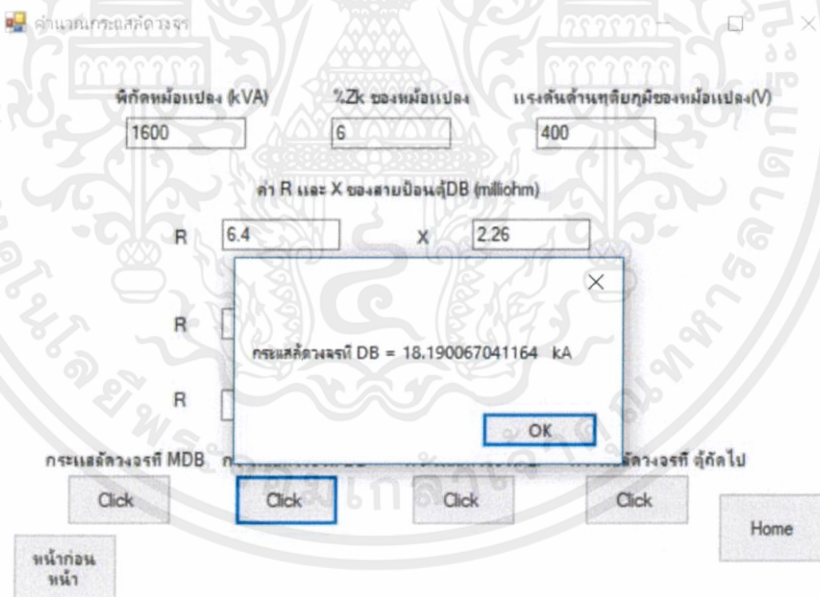 คำนวณกระแสลัดวงจร
พิกัดหม้อแปลง (kVA) %Zk ของหม้อแปลง แรงดันด้านทุติยภูมิของหม้อแปลง(V)
1600 6 400
ค่า R และ X ของสายป้อนตู้DB (milliohm)
R 6.4 X 2.26
R
กระแสลัดวงจรที่ DB = 18.190067041164 kA
R
OK
กระแสลัดวงจรที่ MDB ตู้ถัดไป
Click Click Click Click
Home
หน้าก่อน
หน้า